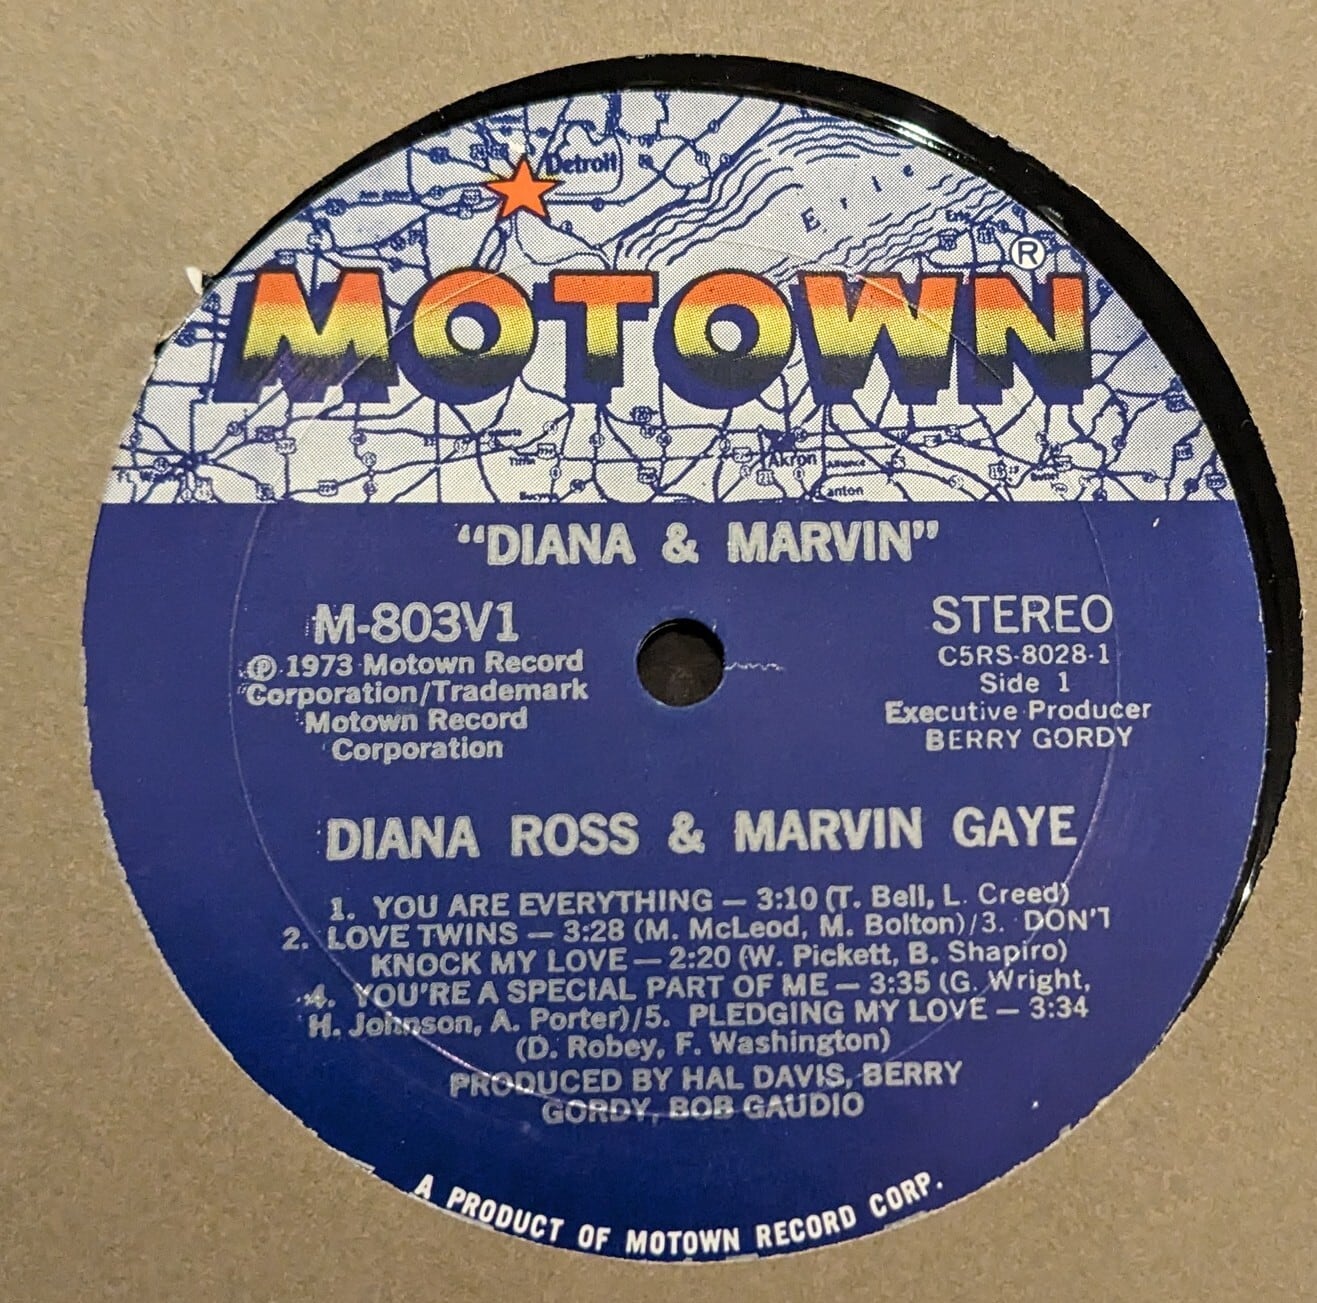 Detroit
Erie
Erie
®
MOTOWN
Akron
Canton
"DIANA & MARVIN"
M-803V1
℗ 1973 Motown Record
Corporation/Trademark
Motown Record
Corporation
STEREO
C5RS-8028-1
Side 1
Executive Producer
BERRY GORDY
DIANA ROSS & MARVIN GAYE
1. YOU ARE EVERYTHING — 3:10 (T. Bell, L. Creed)
2. LOVE TWINS — 3:28 (M. McLeod, M. Bolton)/3. DON'T
KNOCK MY LOVE — 2:20 (W. Pickett, B. Shapiro)
4. YOU'RE A SPECIAL PART OF ME — 3:35 (G. Wright,
H. Johnson, A. Porter)/5. PLEDGING MY LOVE — 3:34
(D. Robey, F. Washington)
PRODUCED BY HAL DAVIS, BERRY
GORDY, BOB GAUDIO
A PRODUCT OF MOTOWN RECORD CORP.